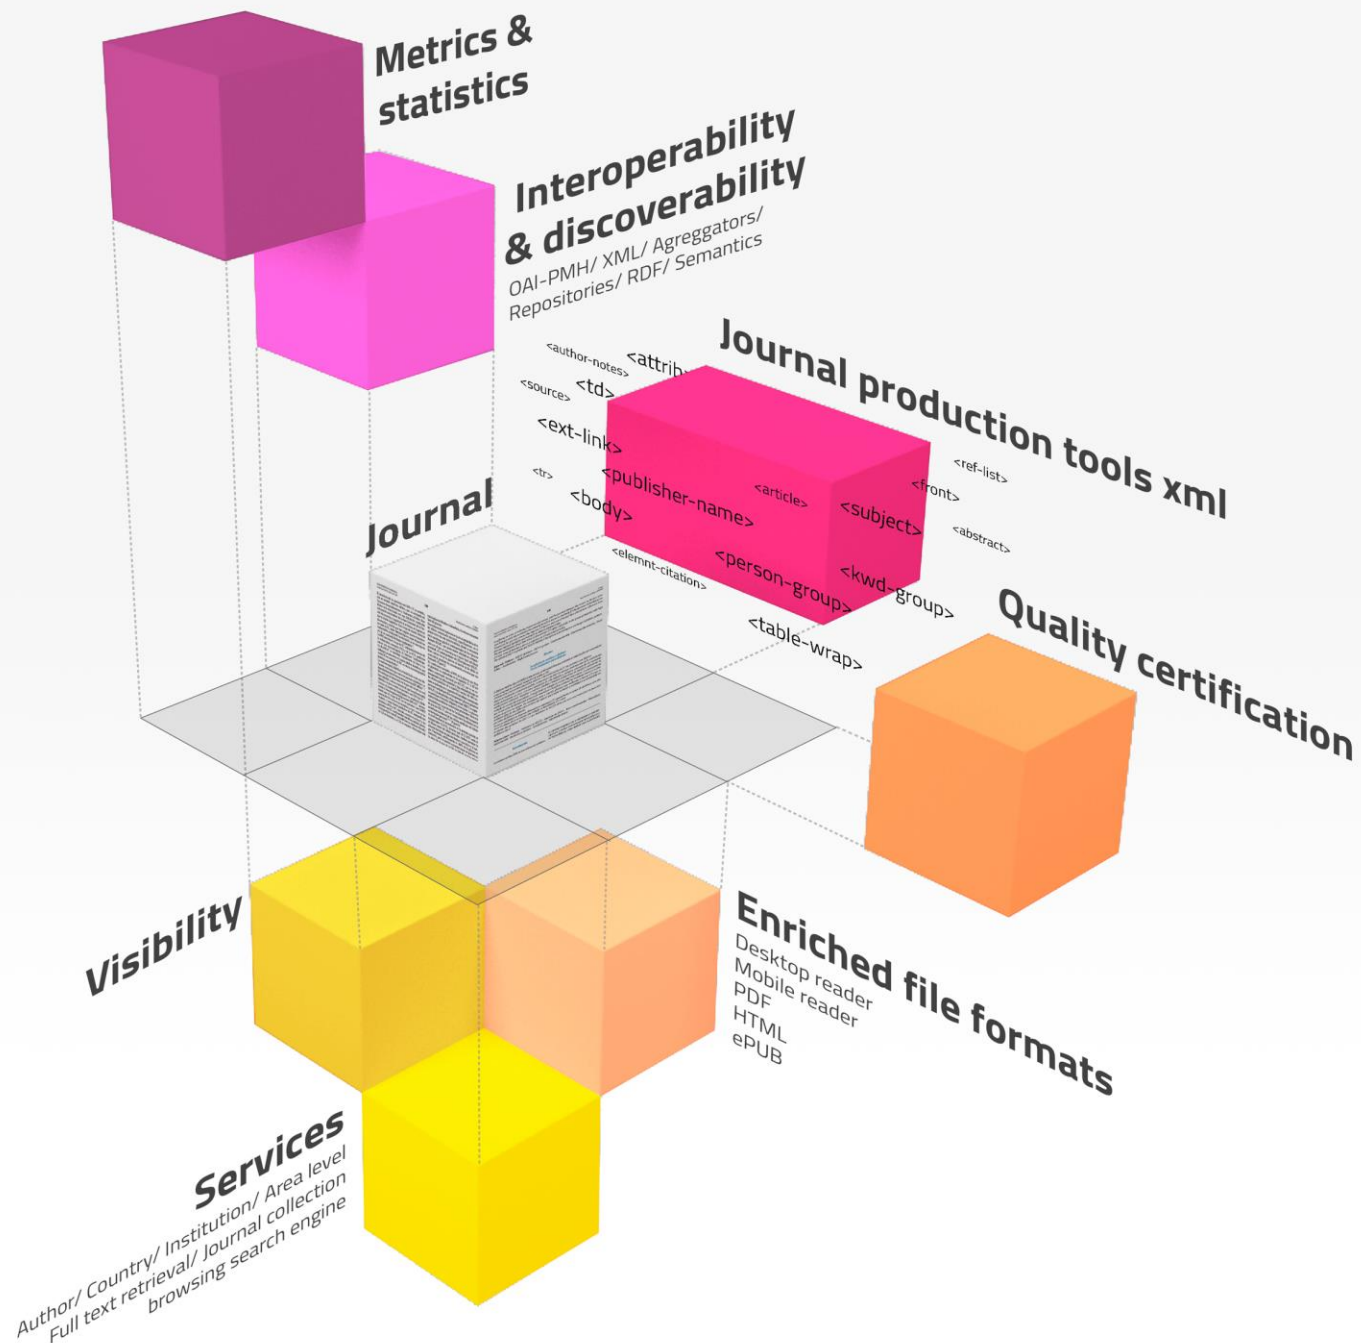 Metrics &
statistics
Interoperability
& discoverability
OAI-PMH/ XML/ Agreggators/
Repositories/ RDF/ Semantics
Journal production tools xml
<author-notes>
<attrib
<source>
<td>
<ext-link>
<tr>
<publisher-name>
<body>
<article>
<ref-list>
<front>
<subject>
<abstract>
<elemnt-citation>
<person-group>
<kwd-group>
<table-wrap>
Journal
Quality certification
Visibility
Enriched file formats
Desktop reader
Mobile reader
PDF
HTML
ePUB
Services
Author/ Country/ Institution/ Area level
Full text retrieval/ Journal collection
browsing search engine